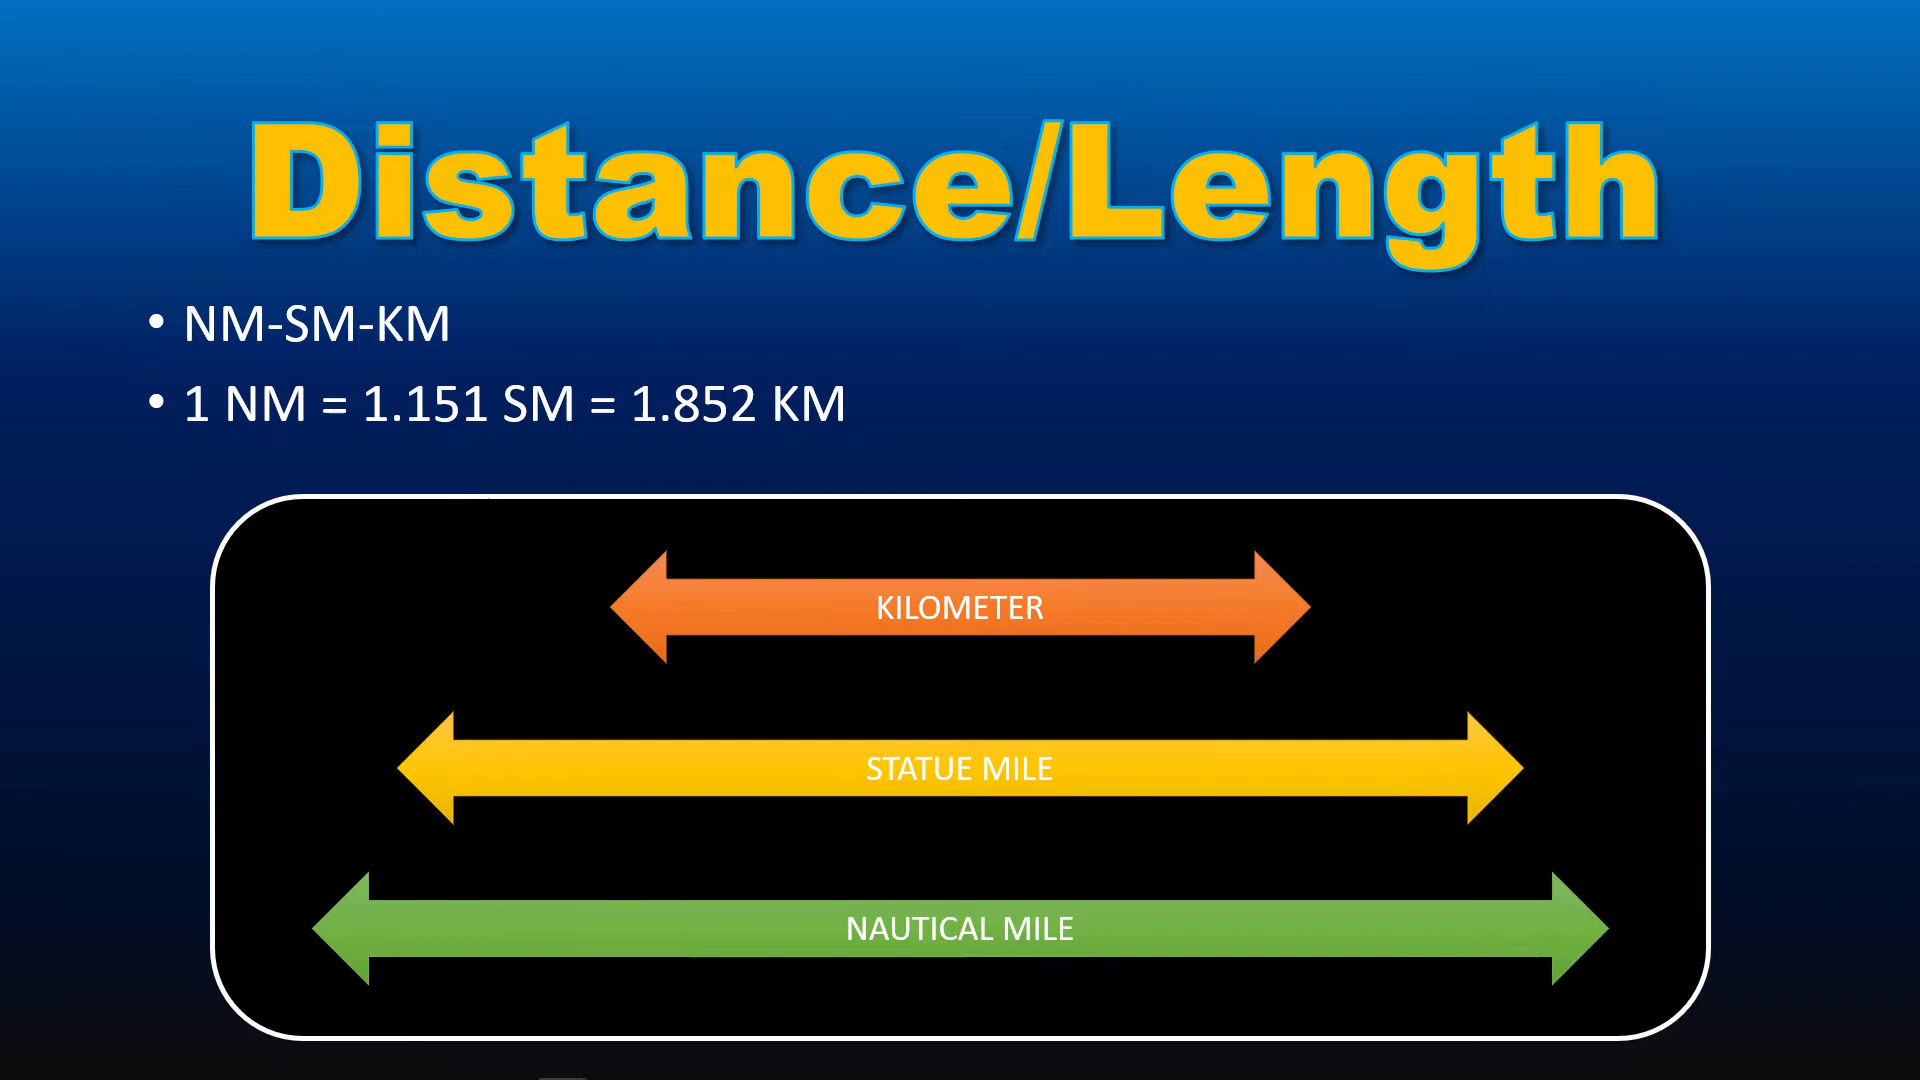 Distance/Length
• NM-SM-KM
• 1 NM = 1.151 SM = 1.852 KM
KILOMETER
STATUE MILE
NAUTICAL MILE